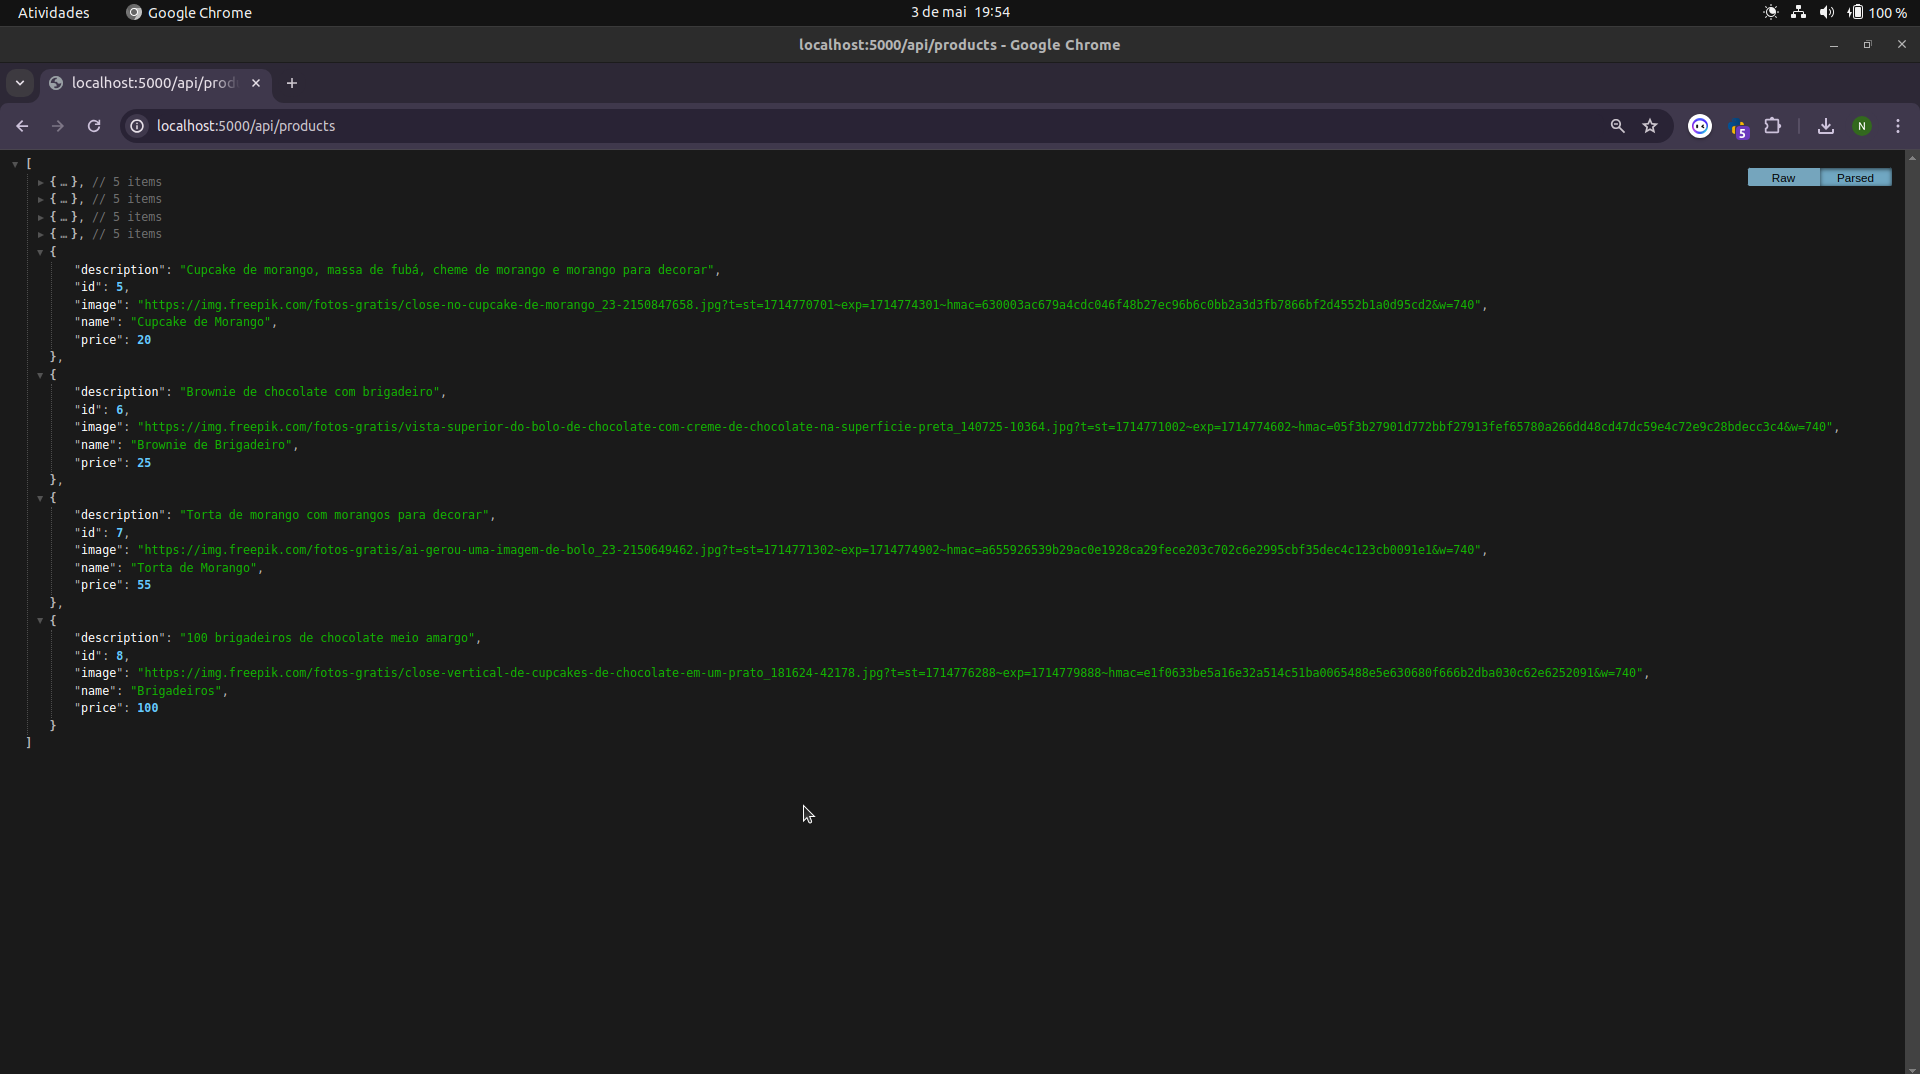 Atividades
Google Chrome
3 de mai 19:54
100 %
localhost:5000/api/products - Google Chrome
localhost:5000/api/prod
localhost:5000/api/products
5
N
Raw
Parsed
[
{…}, // 5 items
{…}, // 5 items
{…}, // 5 items
{…}, // 5 items
{
"description": "Cupcake de morango, massa de fubá, cheme de morango e morango para decorar",
"id": 5,
"image": "https://img.freepik.com/fotos-gratis/close-no-cupcake-de-morango_23-2150847658.jpg?t=st=1714770701~exp=1714774301~hmac=630003ac679a4cdc046f48b27ec96b6c0bb2a3d3fb7866bf2d4552b1a0d95cd2&w=740",
"name": "Cupcake de Morango",
"price": 20
},
{
"description": "Brownie de chocolate com brigadeiro",
"id": 6,
"image": "https://img.freepik.com/fotos-gratis/vista-superior-do-bolo-de-chocolate-com-creme-de-chocolate-na-superficie-preta_140725-10364.jpg?t=st=1714771002~exp=1714774602~hmac=05f3b27901d772bbf27913fef65780a266dd48cd47dc59e4c72e9c28bdecc3c4&w=740",
"name": "Brownie de Brigadeiro",
"price": 25
},
{
"description": "Torta de morango com morangos para decorar",
"id": 7,
"image": "https://img.freepik.com/fotos-gratis/ai-gerou-uma-imagem-de-bolo_23-2150649462.jpg?t=st=1714771302~exp=1714774902~hmac=a655926539b29ac0e1928ca29fece203c702c6e2995cbf35dec4c123cb0091e1&w=740",
"name": "Torta de Morango",
"price": 55
},
{
"description": "100 brigadeiros de chocolate meio amargo",
"id": 8,
"image": "https://img.freepik.com/fotos-gratis/close-vertical-de-cupcakes-de-chocolate-em-um-prato_181624-42178.jpg?t=st=1714776288~exp=1714779888~hmac=e1f0633be5a16e32a514c51ba0065488e5e630680f666b2dba030c62e6252091&w=740",
"name": "Brigadeiros",
"price": 100
}
]